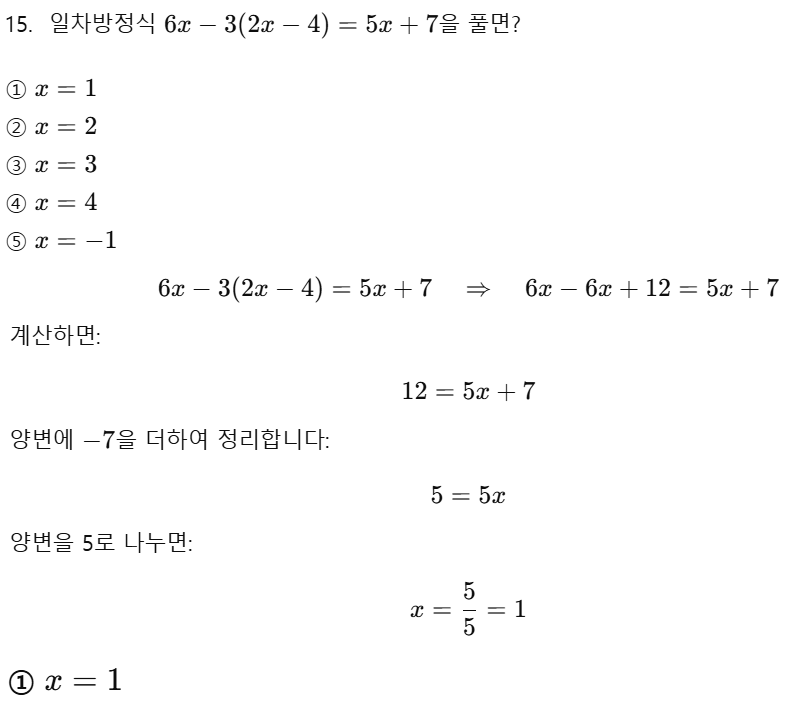 15. 일차방정식 6x − 3(2x − 4) = 5x + 7을 풀면?
① x = 1
② x = 2
③ x = 3
④ x = 4
⑤ x = −1
6x − 3(2x − 4) = 5x + 7 ⇒ 6x − 6x + 12 = 5x + 7
계산하면:
12 = 5x + 7
양변에 −7을 더하여 정리합니다:
5 = 5x
양변을 5로 나누면:
x = \frac{5}{5} = 1
① x = 1